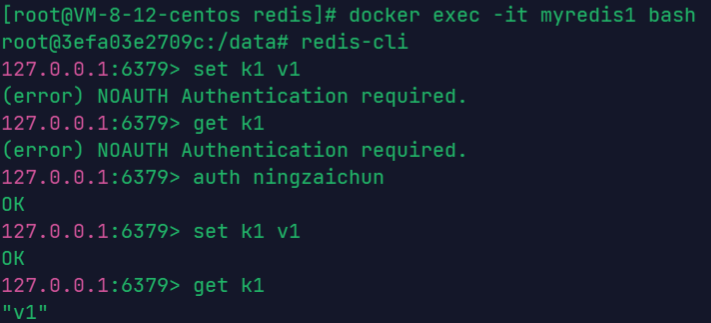 [root@VM-8-12-centos redis]# docker exec -it myredis1 bash
root@3efa03e2709c:/data# redis-cli
127.0.0.1:6379> set k1 v1
(error) NOAUTH Authentication required.
127.0.0.1:6379> get k1
(error) NOAUTH Authentication required.
127.0.0.1:6379> auth ningzaichun
OK
127.0.0.1:6379> set k1 v1
OK
127.0.0.1:6379> get k1
"v1"